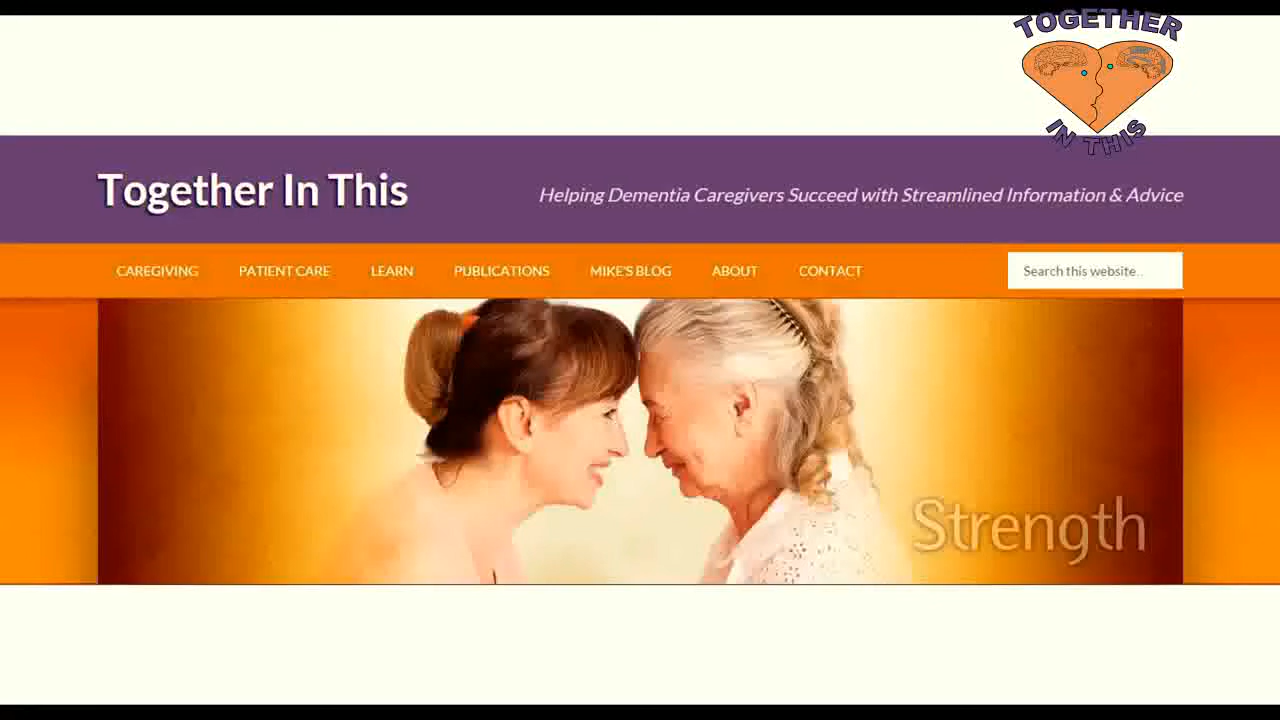 TOGETHER
IN THIS
Together In This
Helping Dementia Caregivers Succeed with Streamlined Information & Advice
CAREGIVING PATIENT CARE LEARN PUBLICATIONS MIKE'S BLOG ABOUT CONTACT
Search this website..
Strength